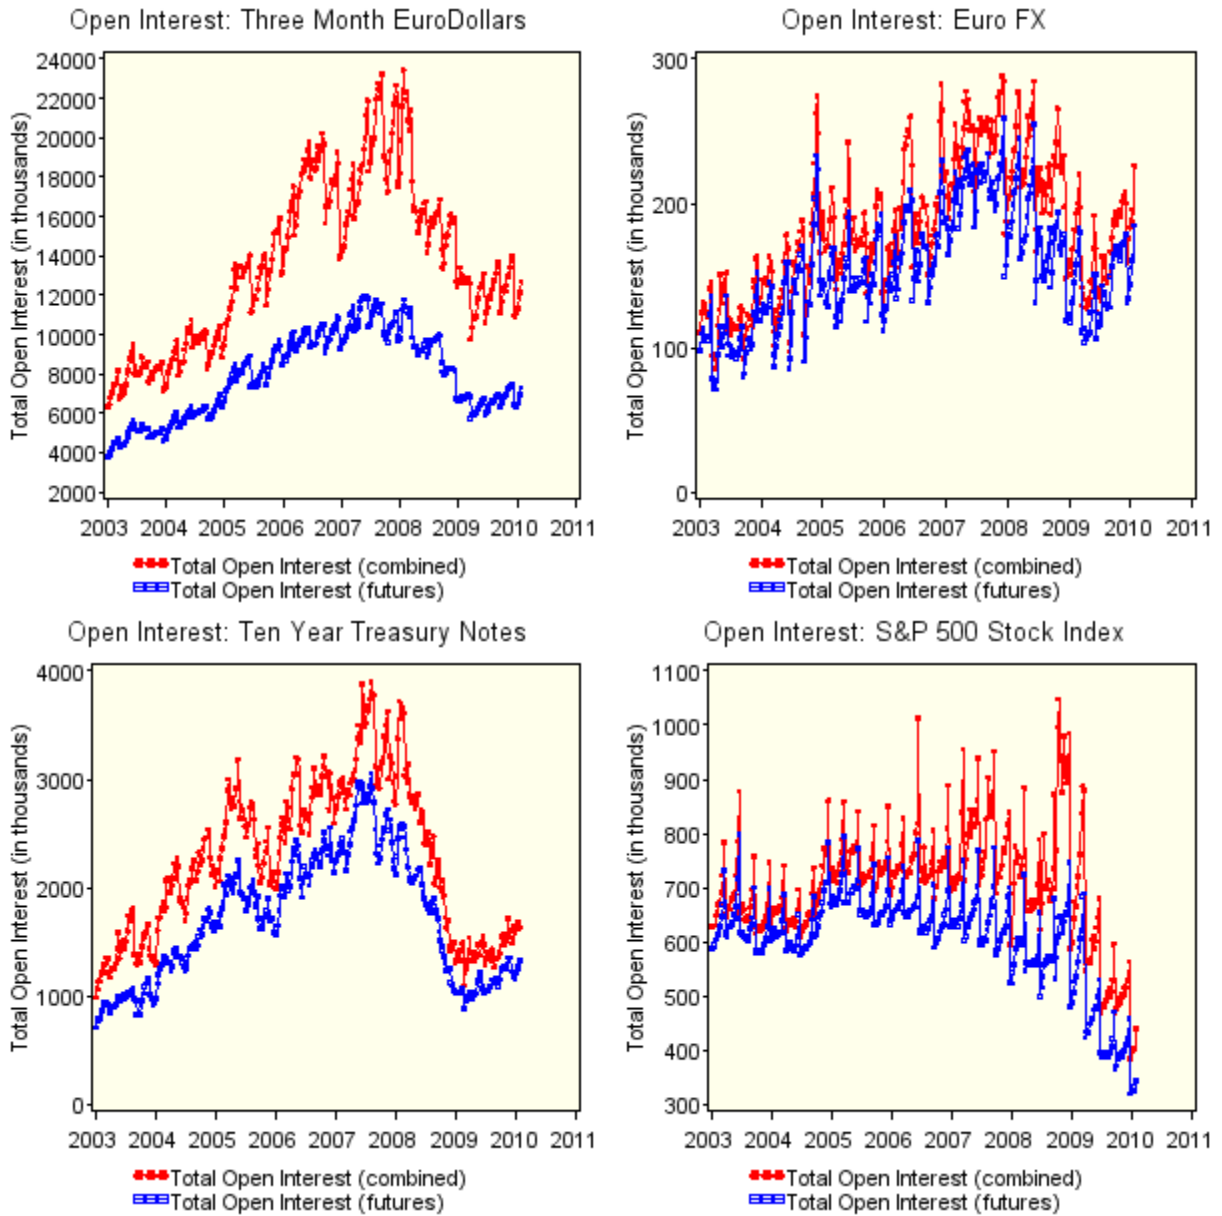 Open Interest: Three Month EuroDollars
Total Open Interest (in thousands)
24000
22000
20000
18000
16000
14000
12000
10000
8000
6000
4000
2000
2003 2004 2005 2006 2007 2008 2009 2010 2011
Total Open Interest (combined)
Total Open Interest (futures)
Open Interest: Euro FX
Total Open Interest (in thousands)
300
200
100
0
2003 2004 2005 2006 2007 2008 2009 2010 2011
Total Open Interest (combined)
Total Open Interest (futures)
Open Interest: Ten Year Treasury Notes
Total Open Interest (in thousands)
4000
3000
2000
1000
0
2003 2004 2005 2006 2007 2008 2009 2010 2011
Total Open Interest (combined)
Total Open Interest (futures)
Open Interest: S&P 500 Stock Index
Total Open Interest (in thousands)
1100
1000
900
800
700
600
500
400
300
2003 2004 2005 2006 2007 2008 2009 2010 2011
Total Open Interest (combined)
Total Open Interest (futures)